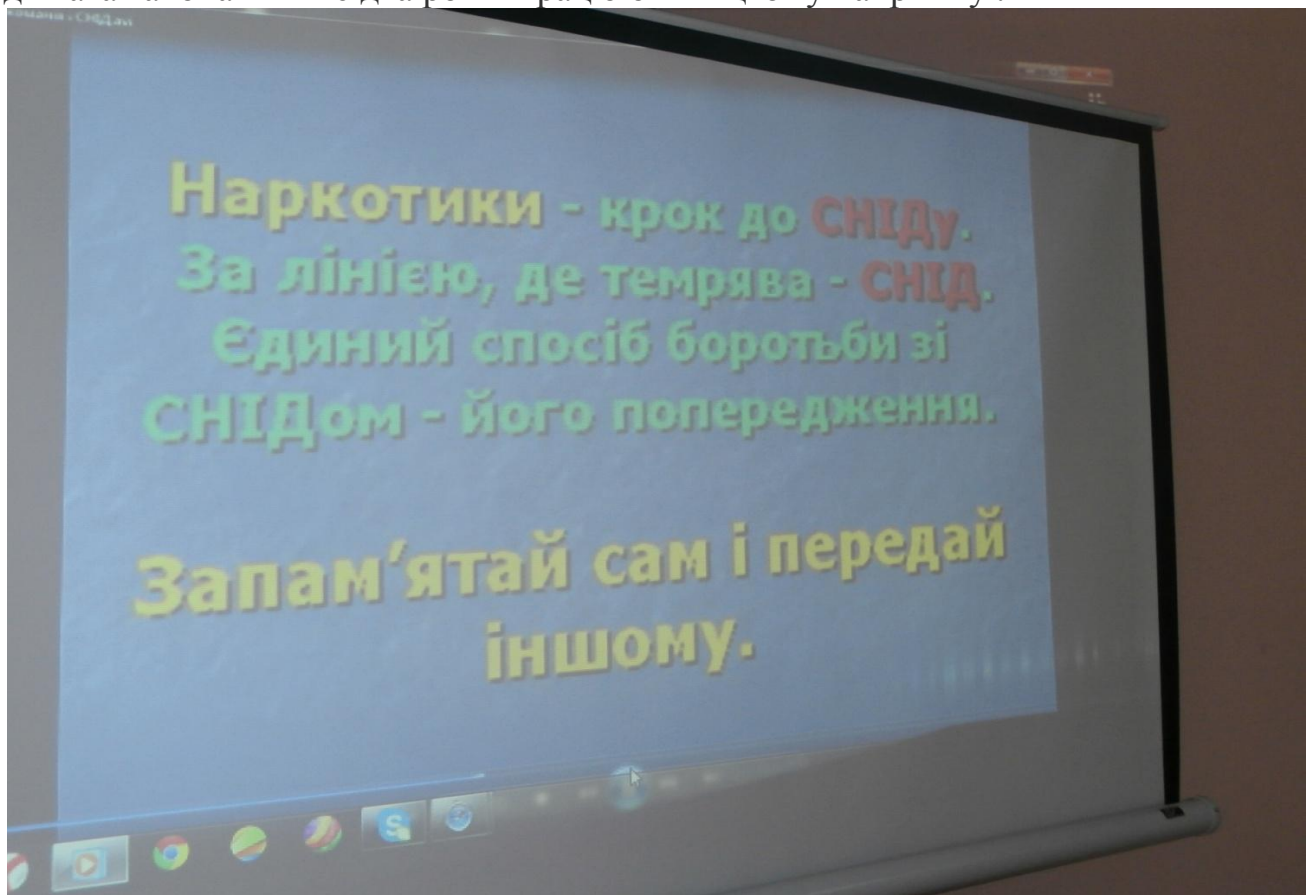 Наркотики - крок до СНІДу.
За лінією, де темрява - СНІД.
Єдиний спосіб боротьби зі
СНІДом - його попередження.
Запам'ятай сам і передай
іншому.